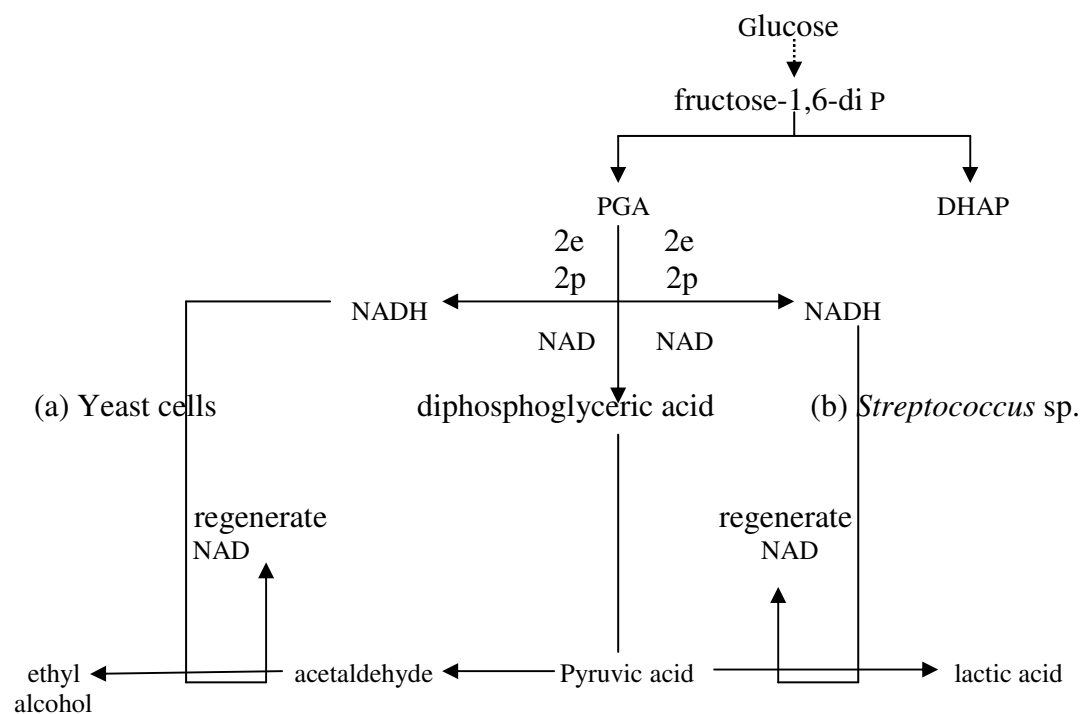 Glucose
fructose-1,6-di P
PGA
DHAP
2e 2e
2p 2p
NADH NADH
NAD NAD
(a) Yeast cells diphosphoglyceric acid (b) Streptococcus sp.
regenerate regenerate
NAD NAD
ethyl acetaldehyde Pyruvic acid lactic acid
alcohol